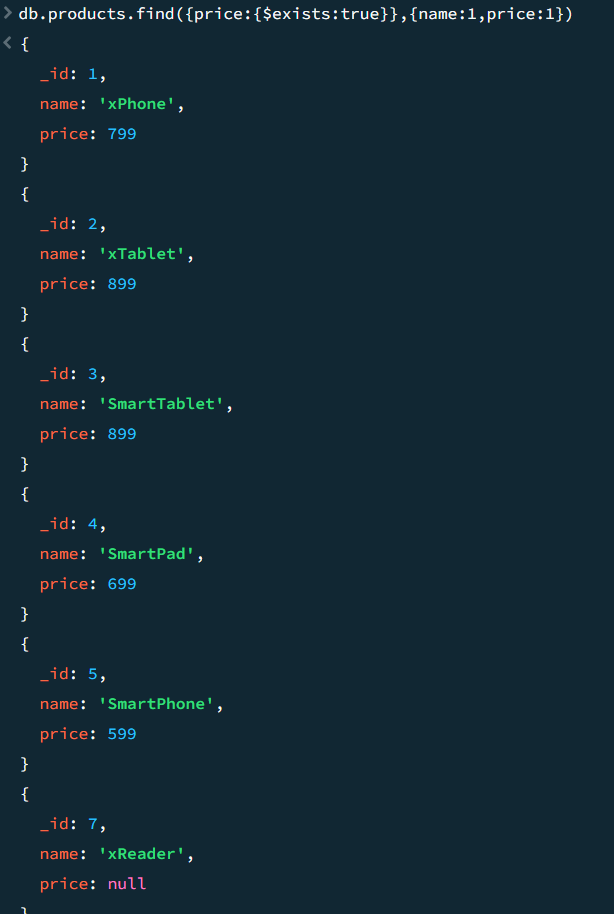 > db.products.find({price:{$exists:true}},{name:1,price:1})
< {
_id: 1,
name: 'xPhone',
price: 799
}
{
_id: 2,
name: 'xTablet',
price: 899
}
{
_id: 3,
name: 'SmartTablet',
price: 899
}
{
_id: 4,
name: 'SmartPad',
price: 699
}
{
_id: 5,
name: 'SmartPhone',
price: 599
}
{
_id: 7,
name: 'xReader',
price: null
}